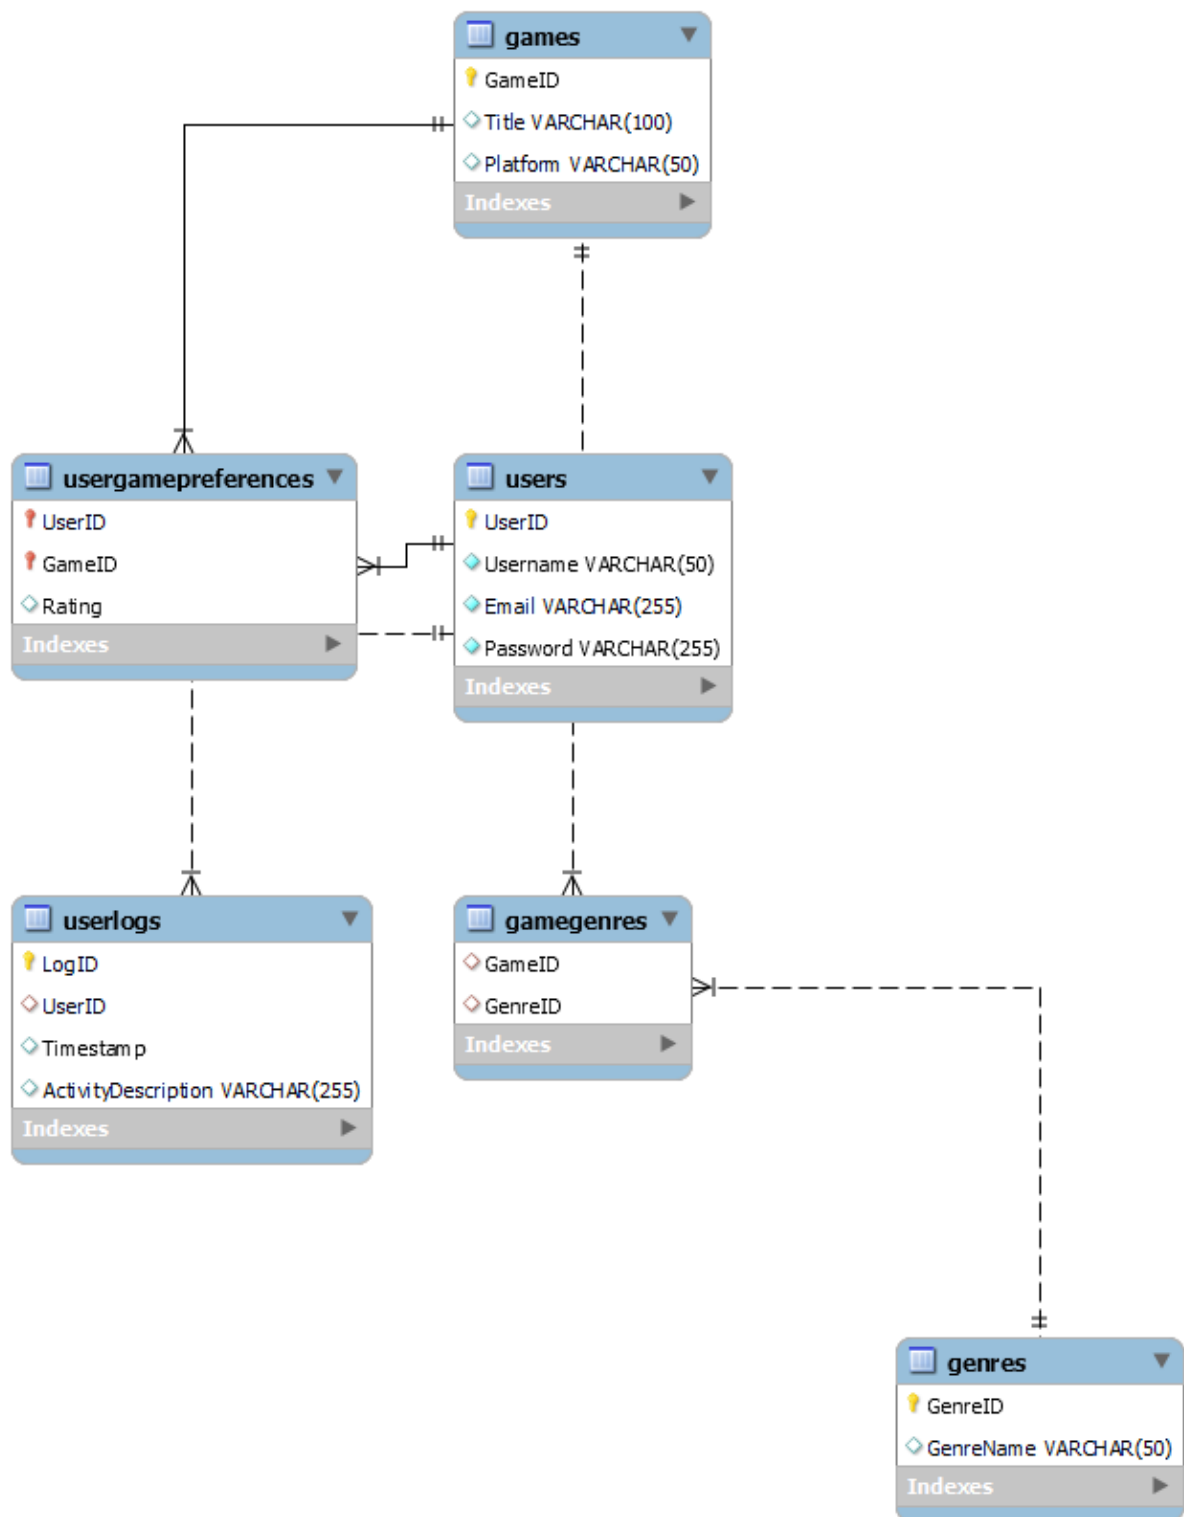 games
GameID
Title VARCHAR(100)
Platform VARCHAR(50)
Indexes
usergamepreferences
UserID
GameID
Rating
Indexes
users
UserID
Username VARCHAR(50)
Email VARCHAR(255)
Password VARCHAR(255)
Indexes
userlogs
LogID
UserID
Timestamp
ActivityDescription VARCHAR(255)
Indexes
gamegenres
GameID
GenreID
Indexes
genres
GenreID
GenreName VARCHAR(50)
Indexes